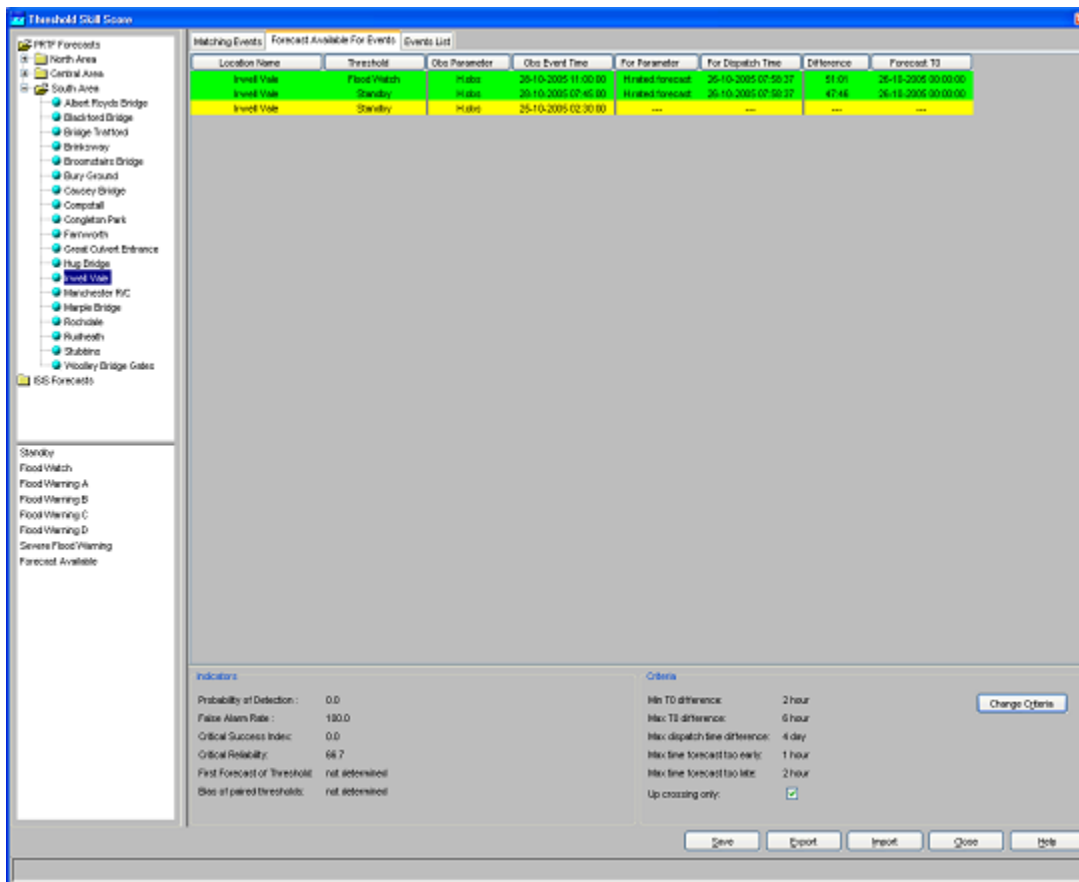 Threshold Skill Score
PRTF Forecasts
North Area
Central Area
South Area
Albert Royds Bridge
Blackford Bridge
Bridge Trafford
Brinksway
Broomstairs Bridge
Bury Ground
Causey Bridge
Compstall
Congleton Park
Farnworth
Great Culvert Entrance
Hug Bridge
Irwell Vale
Manchester R/C
Marple Bridge
Rochdale
Rudheath
Stubbins
Woolley Bridge Gates
ISIS Forecasts
Standby
Flood Watch
Flood Warning A
Flood Warning B
Flood Warning C
Flood Warning D
Severe Flood Warning
Forecast Available
Matching Events Forecast Available For Events Events List
Location Name Threshold Obs Parameter Obs Event Time For Parameter For Dispatch Time Difference Forecast T0
Irwell Vale Flood Watch H.obs 28-10-2005 11:00:00 H.rated.forecast 26-10-2005 07:58:37 51:01 26-10-2005 00:00:00
Irwell Vale Standby H.obs 28-10-2005 07:45:00 H.rated.forecast 26-10-2005 07:58:37 47:46 26-10-2005 00:00:00
Irwell Vale Standby H.obs 25-10-2005 02:30:00 --- --- --- ---
Indicators
Probability of Detection : 0.0
False Alarm Rate : 100.0
Critical Success Index: 0.0
Critical Reliability: 66.7
First Forecast of Threshold: not determined
Bias of paired thresholds: not determined
Criteria
Min T0 difference: 2 hour
Max T0 difference: 6 hour
Max dispatch time difference: 4 day
Max time forecast too early: 1 hour
Max time forecast too late: 2 hour
Up crossing only:
Change Criteria
Save Export Import Close Help